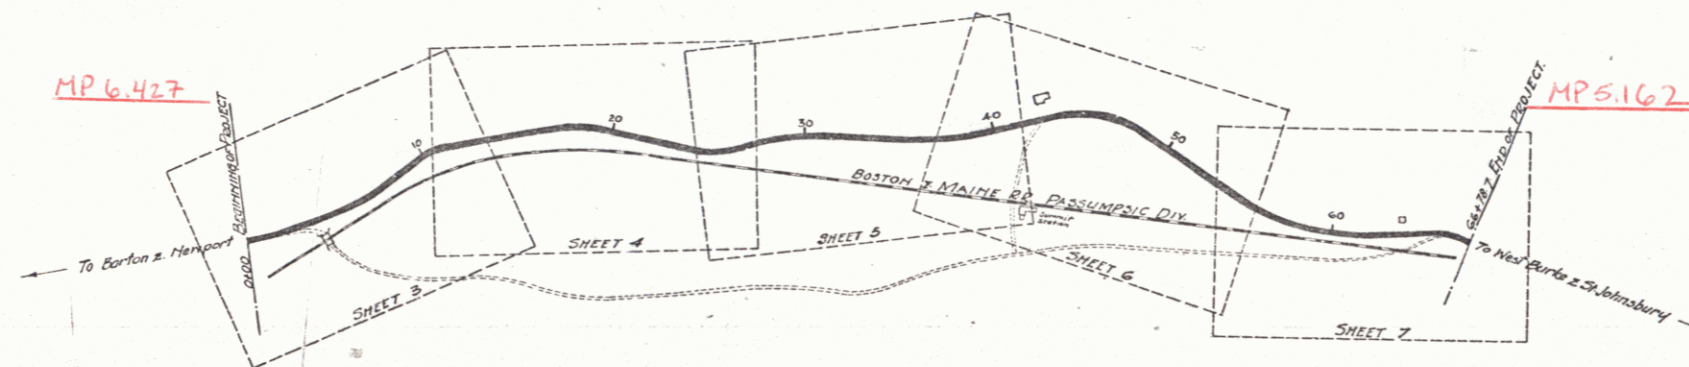 MP 6.427
BEGINNING OF PROJECT
0+00
To Barton & Newport
10
20
30
40
50
60
BOSTON & MAINE R.R. PASSUMPSIC DIV.
Summit
Station
SHEET 3
SHEET 4
SHEET 5
SHEET 6
SHEET 7
MP 5.162
66+78.7 END OF PROJECT.
To West Burke & St. Johnsbury